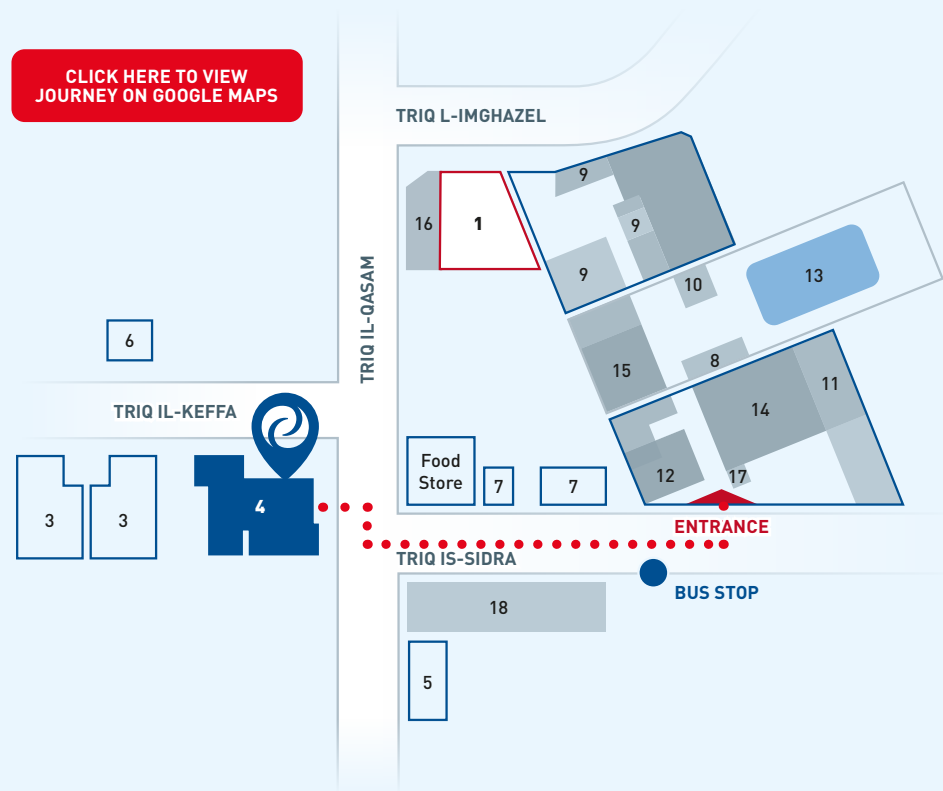 CLICK HERE TO VIEW
JOURNEY ON GOOGLE MAPS
TRIQ L-IMGHAZEL
9
16
1
9
9
10
13
TRIQ IL-QASAM
6
15
8
11
TRIQ IL-KEFFA
14
Food
Store
7
7
12
17
3
3
4
ENTRANCE
TRIQ IS-SIDRA
BUS STOP
18
5